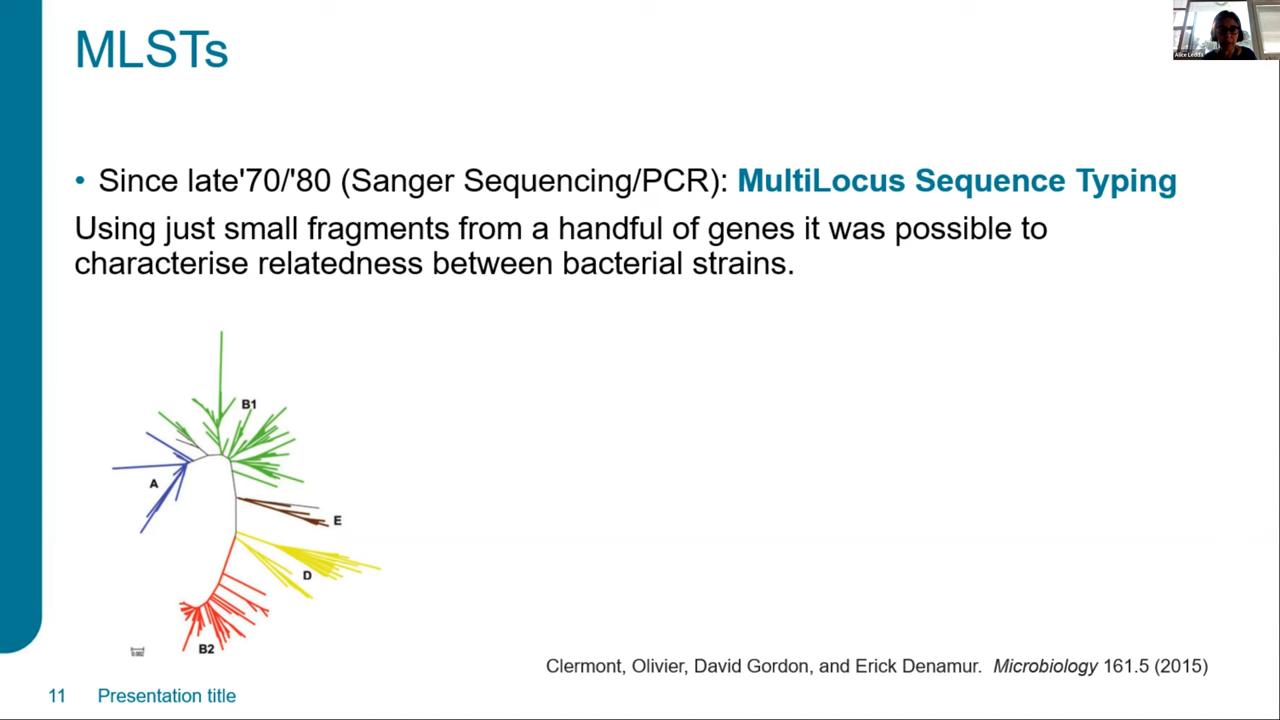 MLSTs
Alice Ledda
• Since late'70/'80 (Sanger Sequencing/PCR): MultiLocus Sequence Typing
Using just small fragments from a handful of genes it was possible to
characterise relatedness between bacterial strains.
B1
A
E
D
B2
Clermont, Olivier, David Gordon, and Erick Denamur. Microbiology 161.5 (2015)
11 Presentation title